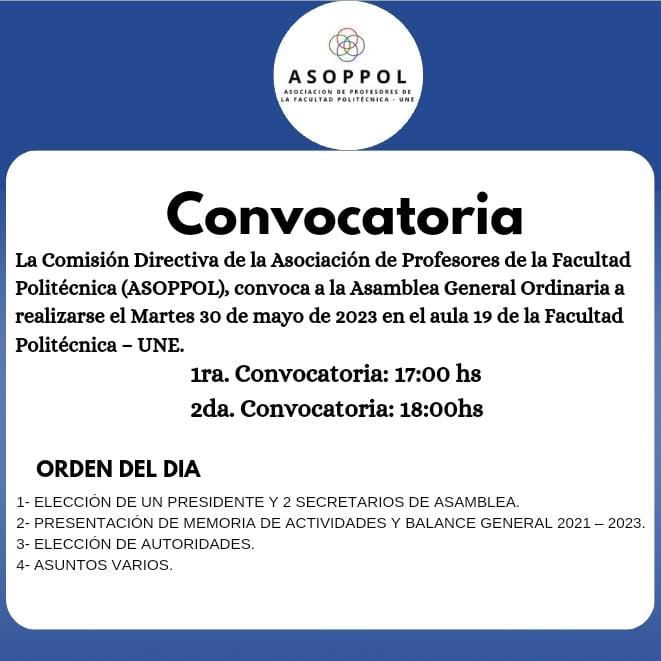 ASOPPOL
ASOCIACION DE PROFESORES DE
LA FACULTAD POLITÉCNICA - UNE
Convocatoria
La Comisión Directiva de la Asociación de Profesores de la Facultad
Politécnica (ASOPPOL), convoca a la Asamblea General Ordinaria a
realizarse el Martes 30 de mayo de 2023 en el aula 19 de la Facultad
Politécnica – UNE.
1ra. Convocatoria: 17:00 hs
2da. Convocatoria: 18:00hs
ORDEN DEL DIA
1- ELECCIÓN DE UN PRESIDENTE Y 2 SECRETARIOS DE ASAMBLEA.
2- PRESENTACIÓN DE MEMORIA DE ACTIVIDADES Y BALANCE GENERAL 2021 – 2023.
3- ELECCIÓN DE AUTORIDADES.
4- ASUNTOS VARIOS.